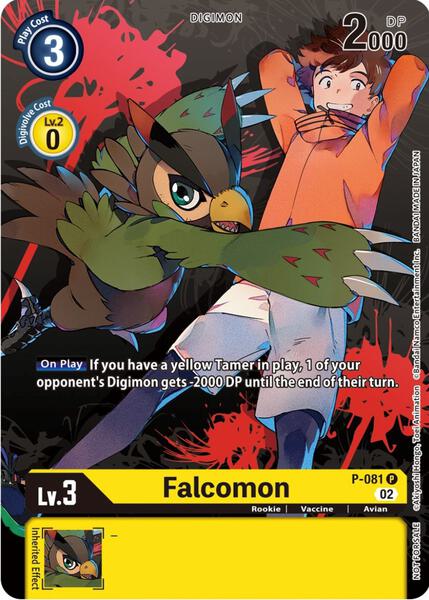 DIGIMON
Play Cost
3
DP
2000
Digivolve Cost
Lv.2
0
On Play If you have a yellow Tamer in play, 1 of your
opponent's Digimon gets -2000 DP until the end of their turn.
©Akiyoshi Hongo, Toei Animation ©Bandai Namco Entertainment Inc. BANDAI MADE IN JAPAN
NOT FOR SALE
Lv.3
Falcomon
P-081 P
02
Rookie | Vaccine | Avian
Inherited Effect
-